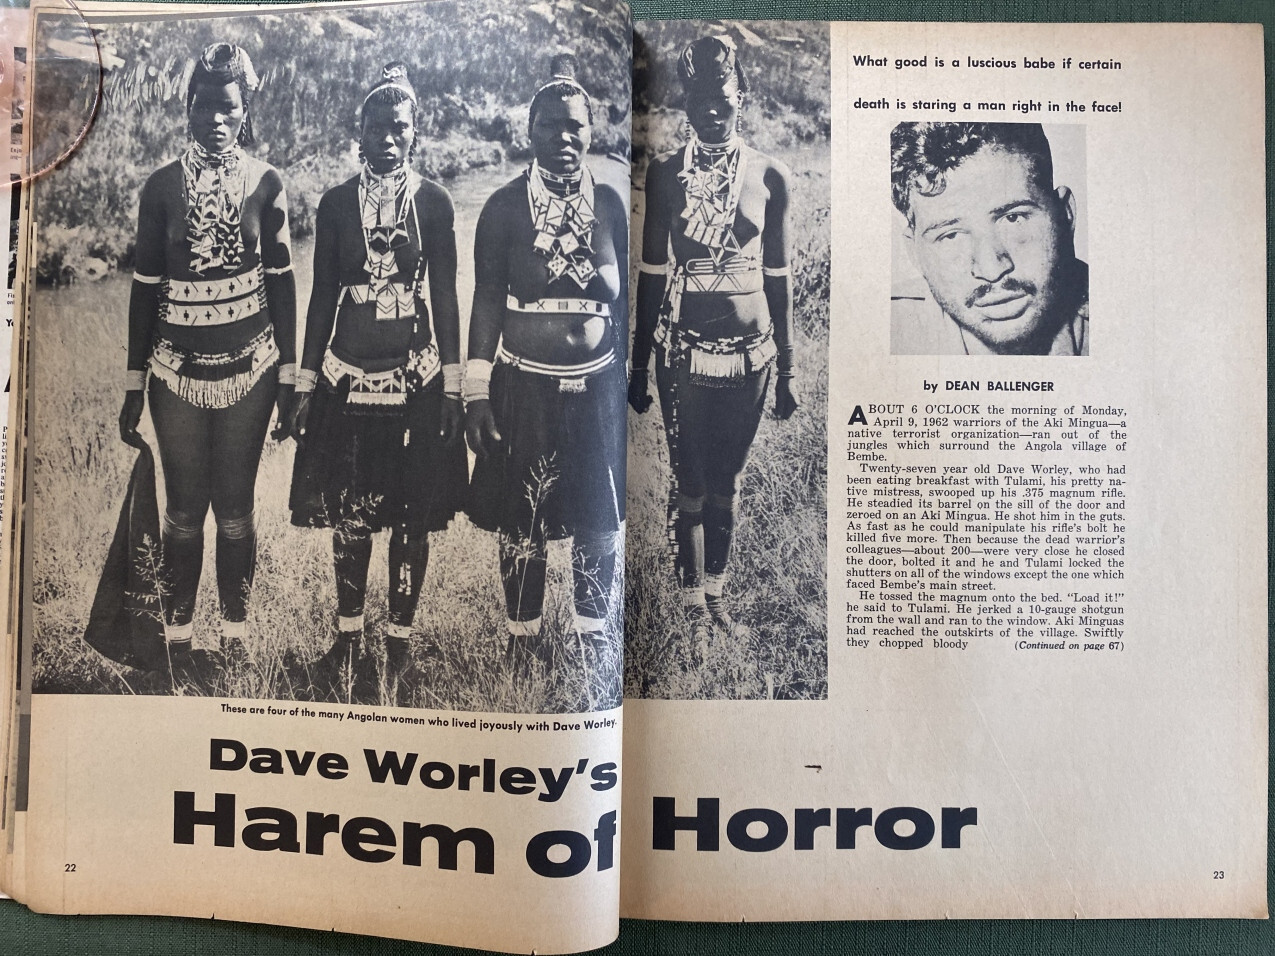 These are four of the many Angolan women who lived joyously with Dave Worley.
Dave Worley's
Harem of Horror
22
What good is a luscious babe if certain
death is staring a man right in the face!
by DEAN BALLENGER
ABOUT 6 O'CLOCK the morning of Monday,
April 9, 1962 warriors of the Aki Mingua—a
native terrorist organization—ran out of the
jungles which surround the Angola village of
Bembe.
Twenty-seven year old Dave Worley, who had
been eating breakfast with Tulami, his pretty na-
tive mistress, swooped up his .375 magnum rifle.
He steadied its barrel on the sill of the door and
zeroed on an Aki Mingua. He shot him in the guts.
As fast as he could manipulate his rifle's bolt he
killed five more. Then because the dead warrior's
colleagues—about 200—were very close he closed
the door, bolted it and he and Tulami locked the
shutters on all of the windows except the one which
faced Bembe's main street.
He tossed the magnum onto the bed. "Load it!"
he said to Tulami. He jerked a 10-gauge shotgun
from the wall and ran to the window. Aki Minguas
had reached the outskirts of the village. Swiftly
they chopped bloody (Continued on page 67)
23